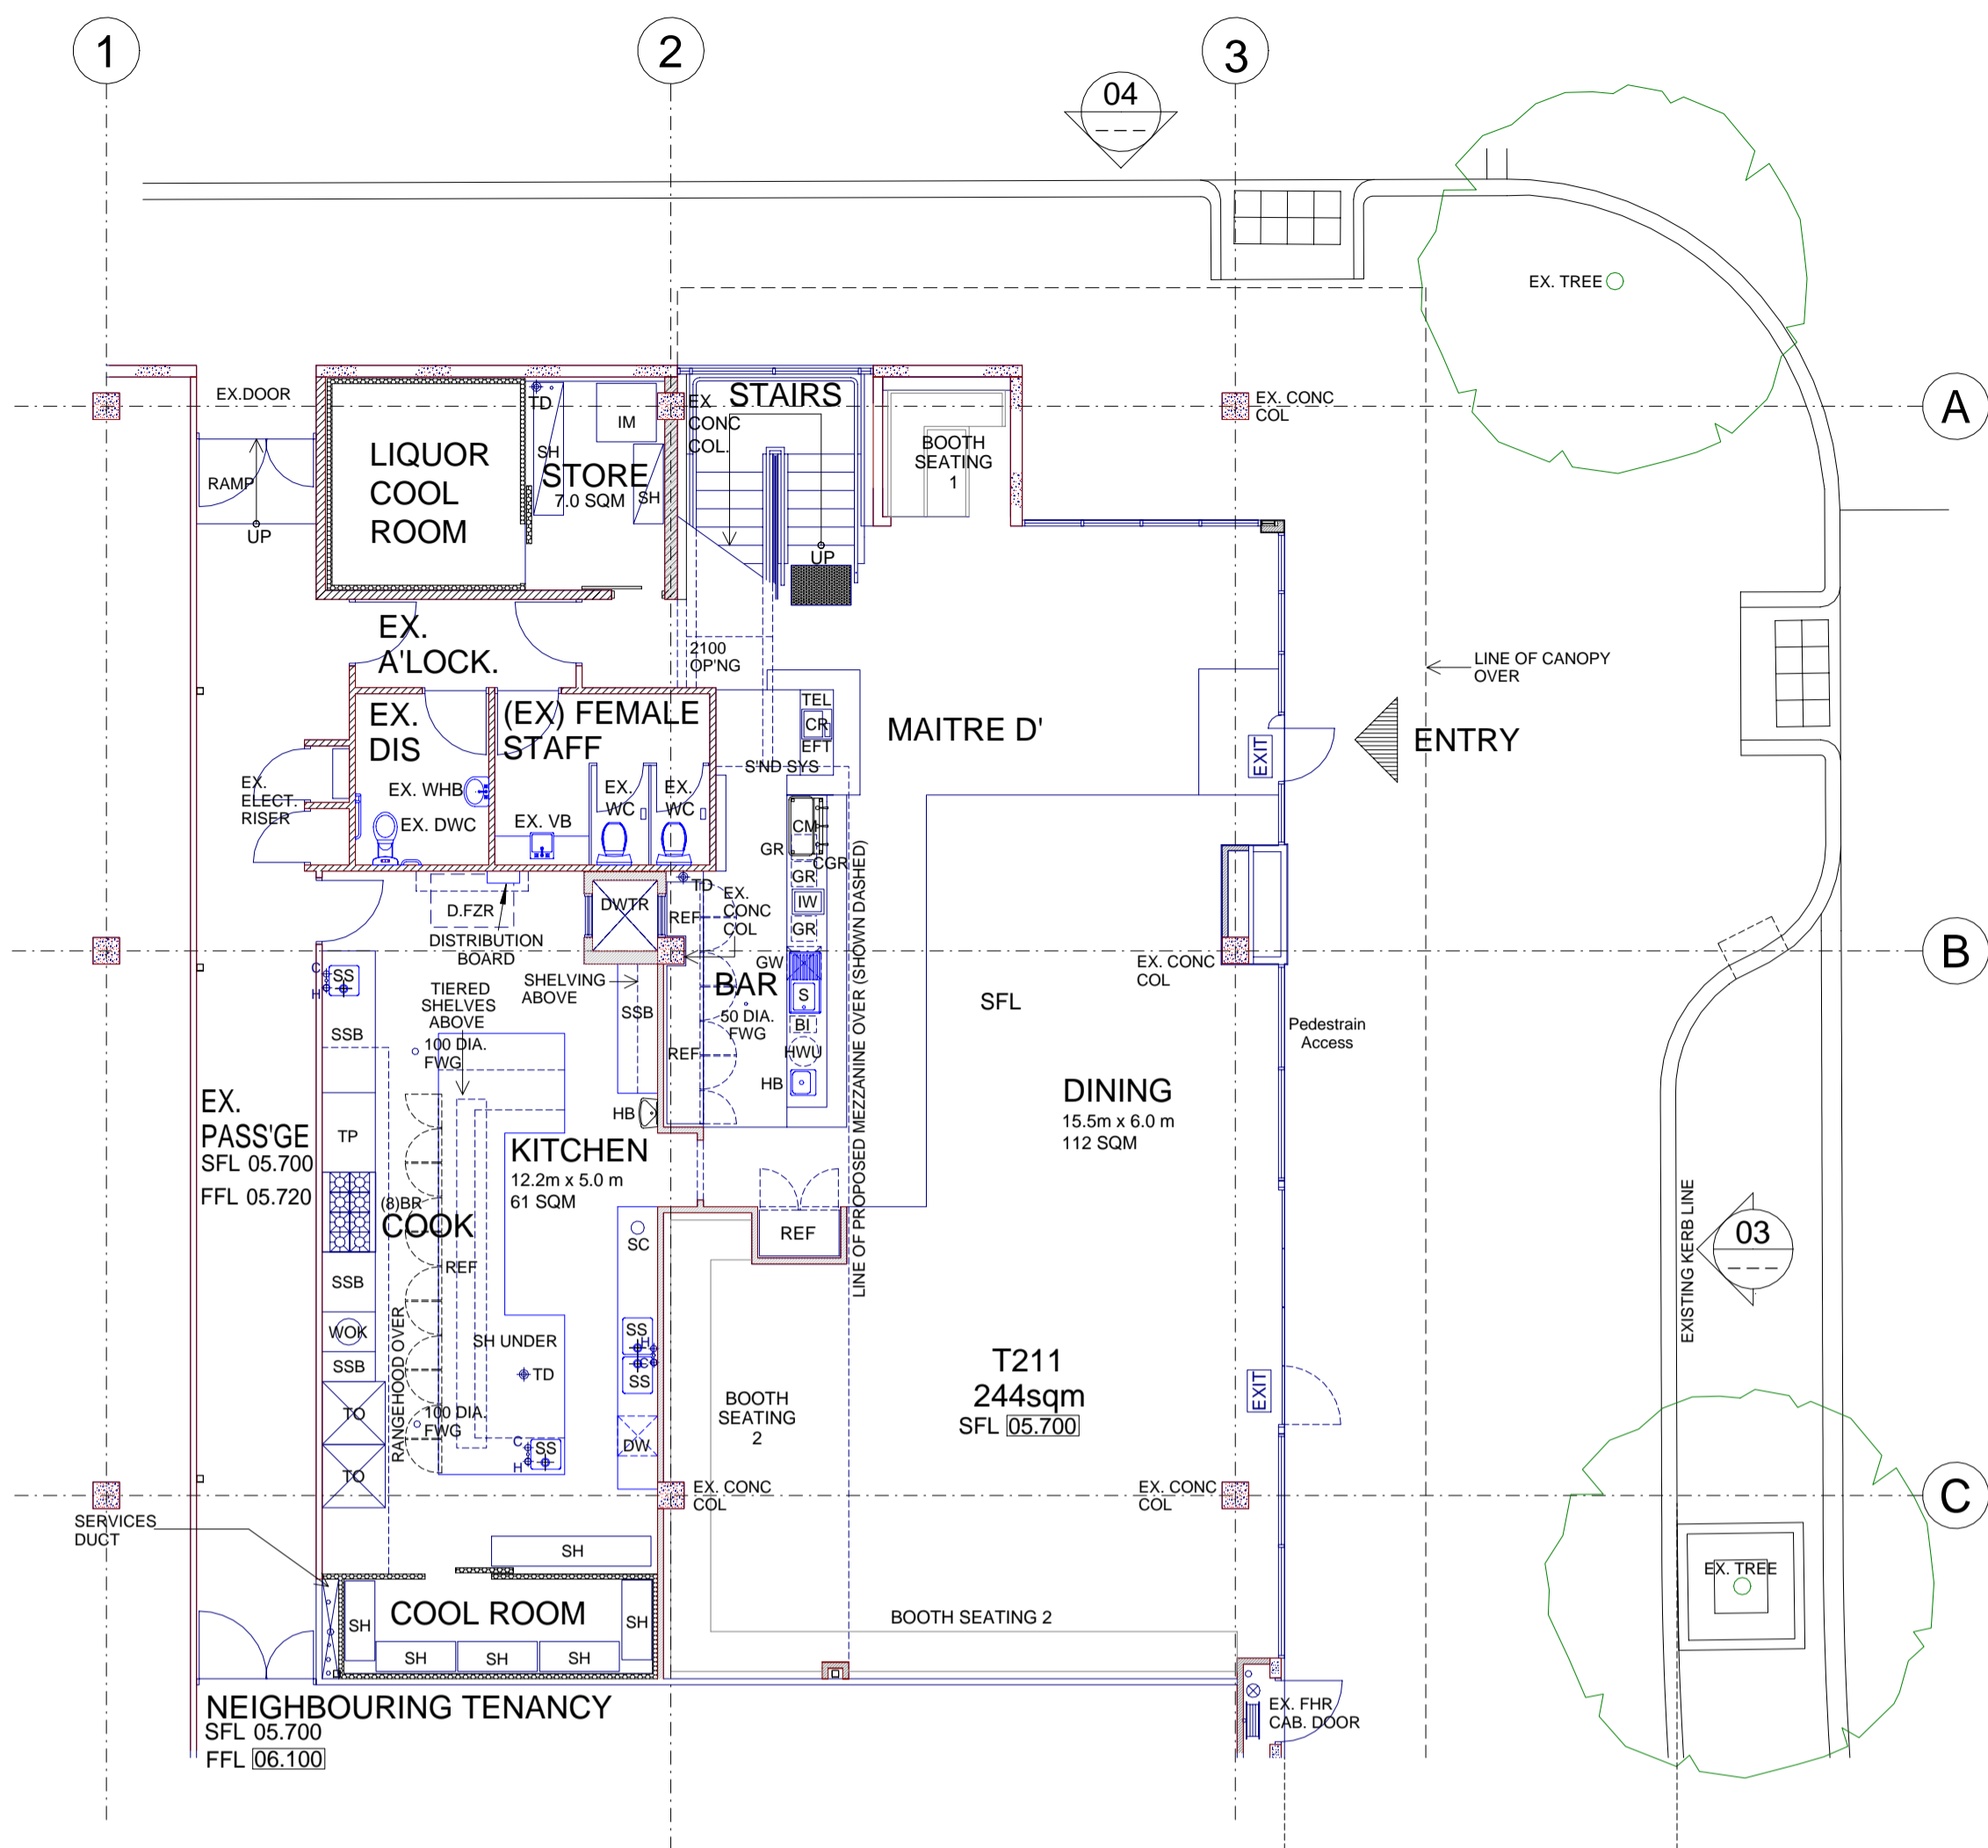 1
2
3
04
EX. TREE
A
EX.DOOR
STAIRS
TD
IM
EX.
CONC
COL.
EX. CONC
COL
LIQUOR
COOL
ROOM
SH
STORE
7.0 SQM
SH
BOOTH
SEATING
1
RAMP
UP
UP
EX.
A'LOCK.
2100
OP'NG
LINE OF CANOPY
OVER
EX.
DIS
(EX) FEMALE
STAFF
TEL
CR
EFT
MAITRE D'
ENTRY
EXIT
S'ND SYS
EX.
ELECT.
RISER
EX. WHB
EX. DWC
EX. VB
EX.
WC
EX.
WC
CM
GR
CGR
GR
IW
GR
TD
D.FZR
DWTR
REF
EX.
CONC
COL
DISTRIBUTION
BOARD
LINE OF PROPOSED MEZZANINE OVER (SHOWN DASHED)
B
EX. CONC
COL
C
H
SS
TIERED
SHELVES
ABOVE
SHELVING
ABOVE
GW
BAR
S
50 DIA.
FWG
BI
SFL
SSB
SSB
100 DIA.
FWG
REF
HWU
HB
HB
Pedestrain
Access
EX.
PASS'GE
SFL 05.700
FFL 05.720
TP
KITCHEN
12.2m x 5.0 m
61 SQM
DINING
15.5m x 6.0 m
112 SQM
(8)BR
COOK
SC
REF
REF
SSB
WOK
SSB
RANGEHOOD OVER
SH UNDER
TD
SS
H
C
SS
EXISTING KERB LINE
03
T211
244sqm
SFL 05.700
EXIT
BOOTH
SEATING
2
TO
TO
100 DIA.
FWG
C
H
SS
DW
EX. CONC
COL
EX. CONC
COL
C
SERVICES
DUCT
SH
COOL ROOM
SH
SH
SH
SH
SH
BOOTH SEATING 2
EX. TREE
NEIGHBOURING TENANCY
SFL 05.700
FFL 06.100
EX. FHR
CAB. DOOR